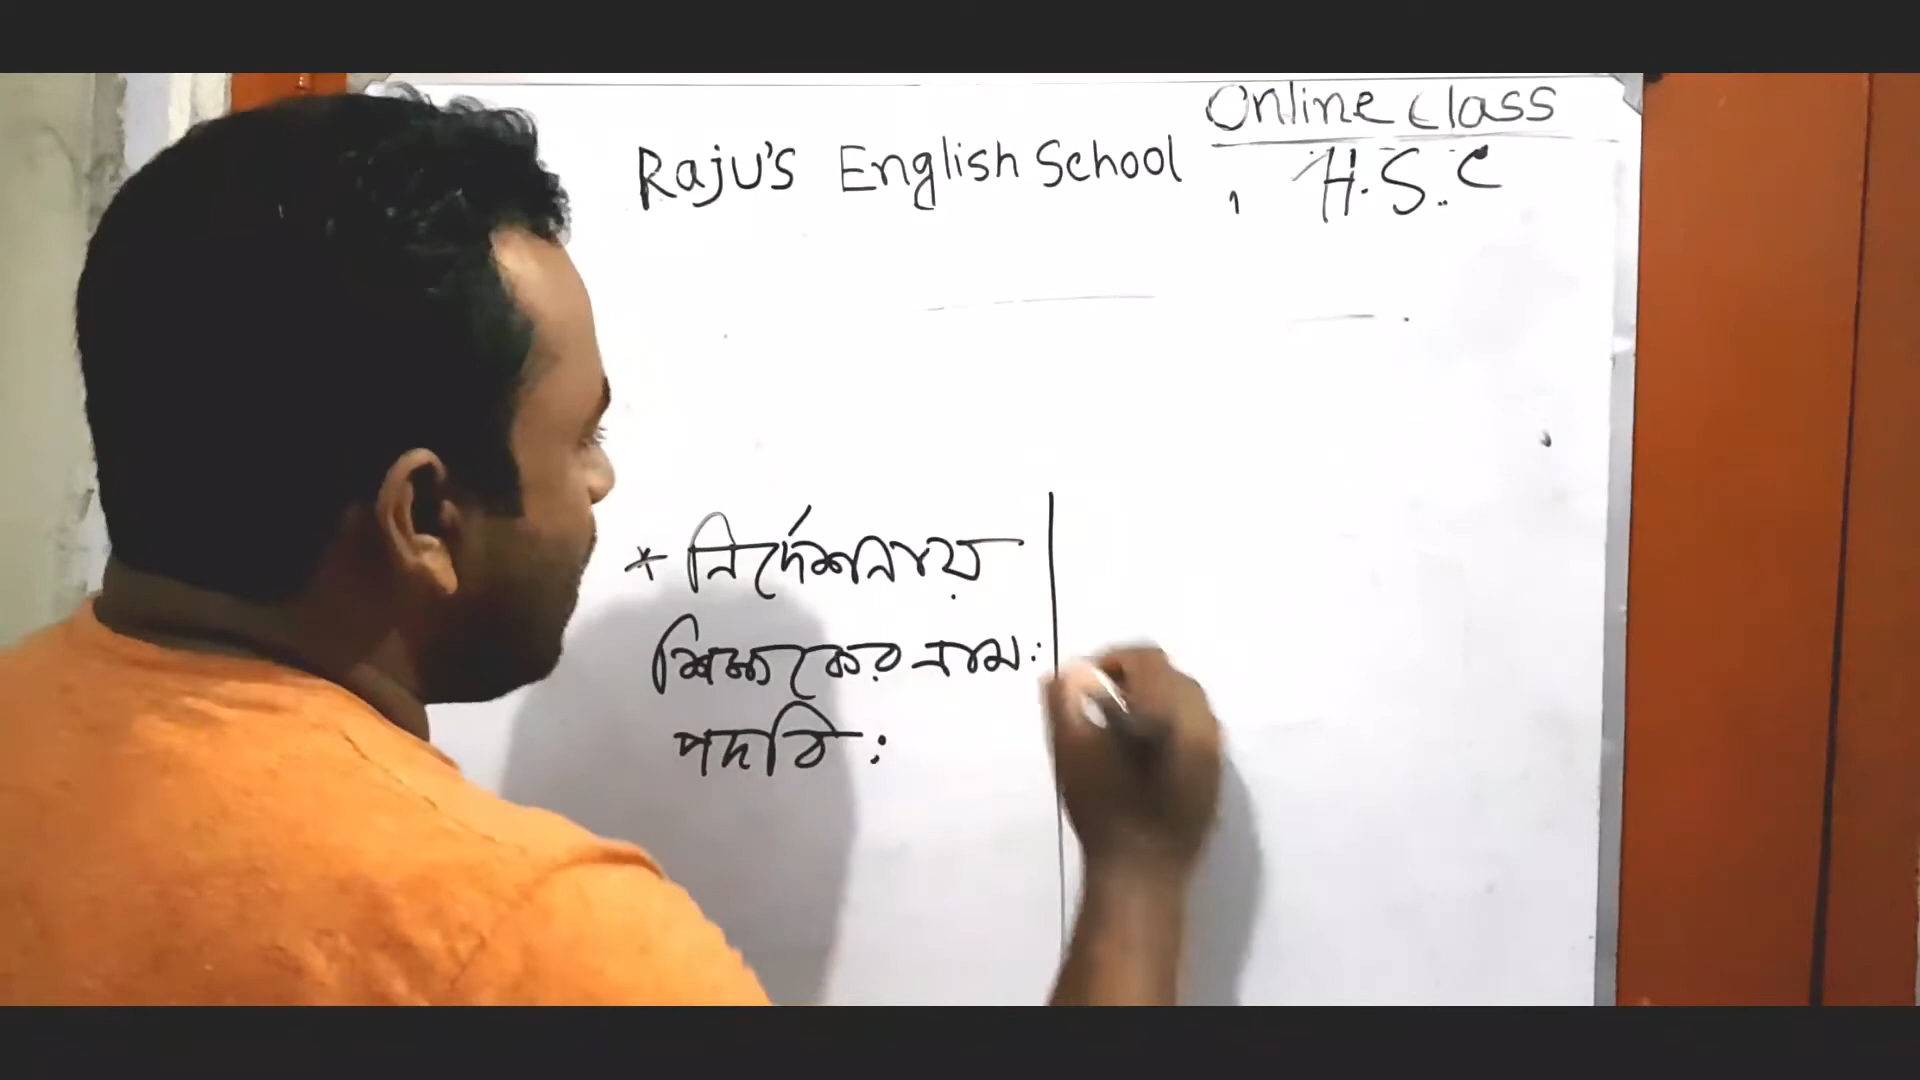 Online Class
Raju's English School
H.S.C
* নির্দেশনায়
শিক্ষকের নাম:
পদবি: